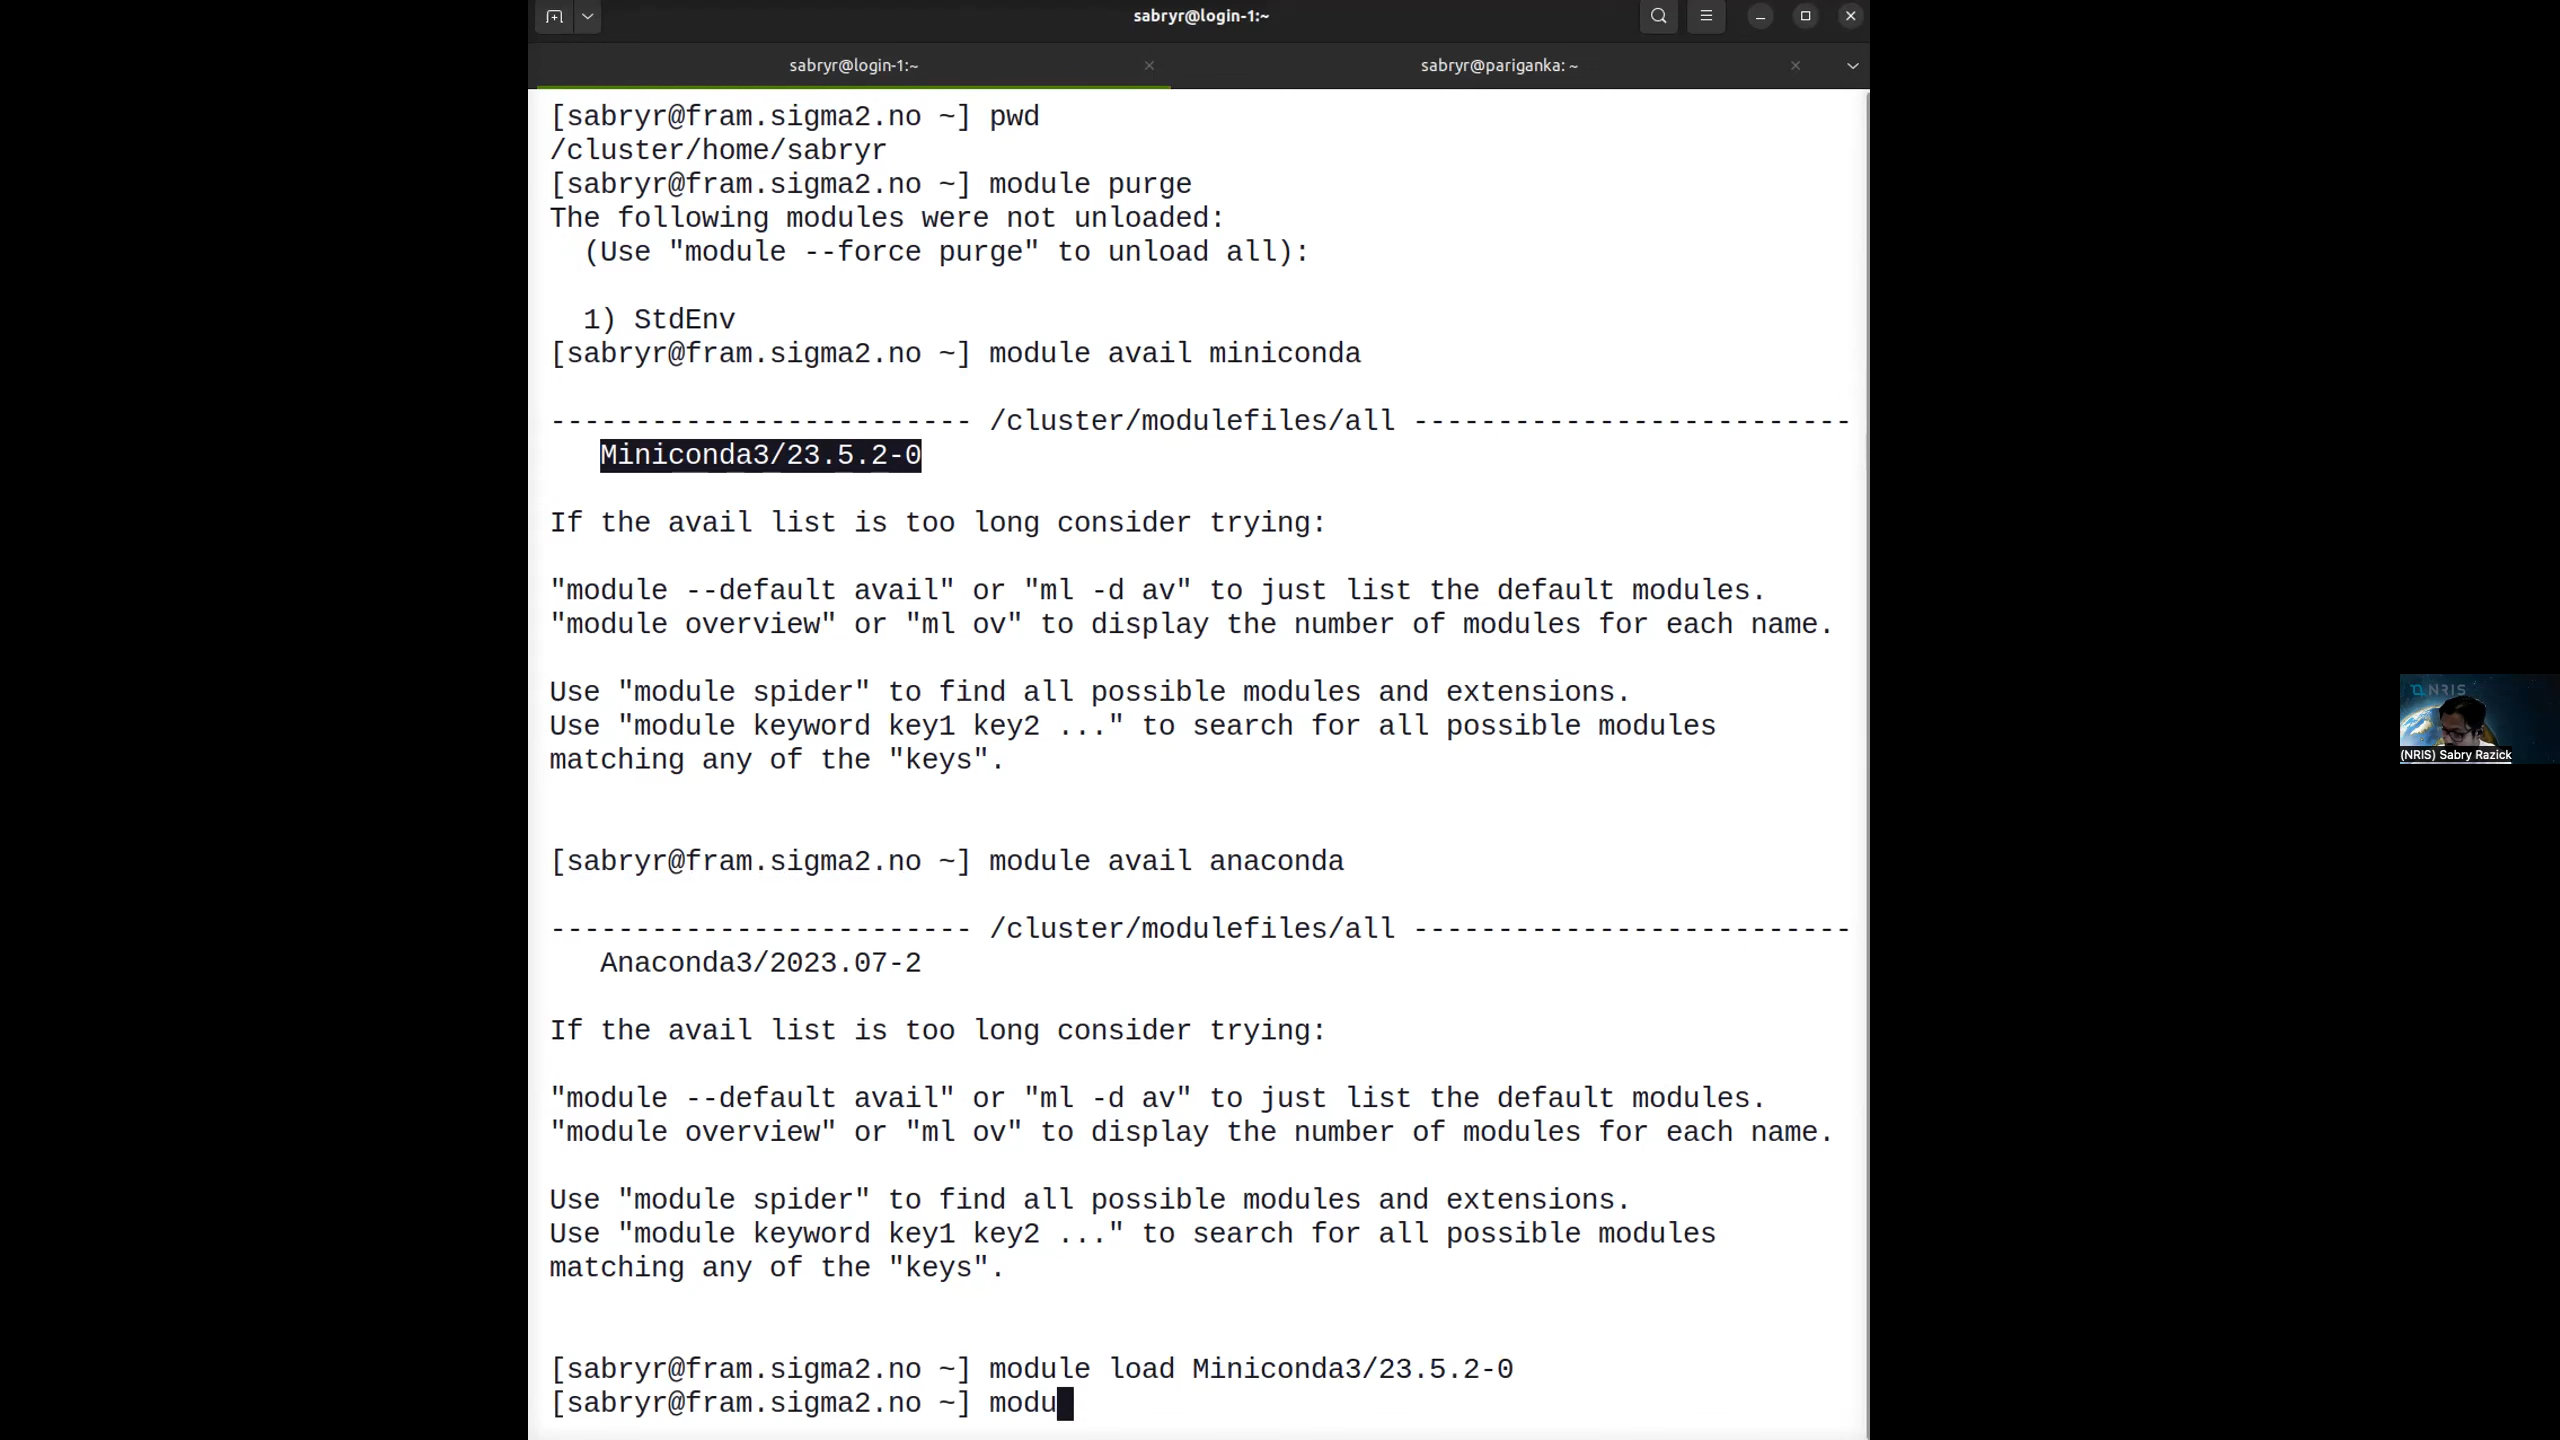 sabryr@login-1:~
sabryr@login-1:~
sabryr@pariganka: ~
[sabryr@fram.sigma2.no ~] pwd
/cluster/home/sabryr
[sabryr@fram.sigma2.no ~] module purge
The following modules were not unloaded:
(Use "module --force purge" to unload all):
1) StdEnv
[sabryr@fram.sigma2.no ~] module avail miniconda
------------------------- /cluster/modulefiles/all --------------------------
Miniconda3/23.5.2-0
If the avail list is too long consider trying:
"module --default avail" or "ml -d av" to just list the default modules.
"module overview" or "ml ov" to display the number of modules for each name.
Use "module spider" to find all possible modules and extensions.
Use "module keyword key1 key2 ..." to search for all possible modules
matching any of the "keys".
[sabryr@fram.sigma2.no ~] module avail anaconda
------------------------- /cluster/modulefiles/all --------------------------
Anaconda3/2023.07-2
If the avail list is too long consider trying:
"module --default avail" or "ml -d av" to just list the default modules.
"module overview" or "ml ov" to display the number of modules for each name.
Use "module spider" to find all possible modules and extensions.
Use "module keyword key1 key2 ..." to search for all possible modules
matching any of the "keys".
[sabryr@fram.sigma2.no ~] module load Miniconda3/23.5.2-0
[sabryr@fram.sigma2.no ~] modu
NRIS
(NRIS) Sabry Razick